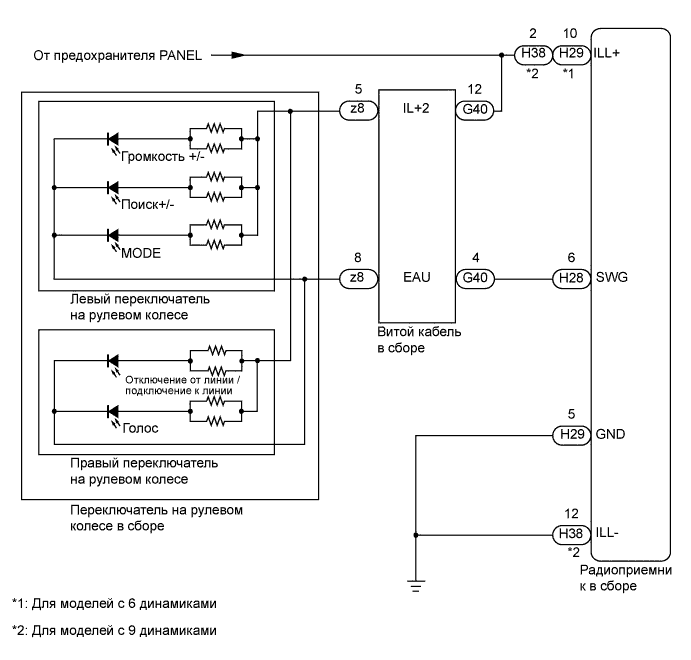 2 10
От предохранителя PANEL H38 H29 ILL+
*2 *1
5 12
z8 IL+2 G40
Громкость +/-
Поиск+/-
MODE
8 4 6
z8 EAU G40 H28 SWG
Левый переключатель
на рулевом колесе
Витой кабель
в сборе
Отключение от линии /
подключение к линии
Голос
5
H29 GND
Правый переключатель
на рулевом колесе
Переключатель на рулевом
колесе в сборе
12
H38 ILL-
*2
Радиоприемни
к в сборе
*1: Для моделей с 6 динамиками
*2: Для моделей с 9 динамиками